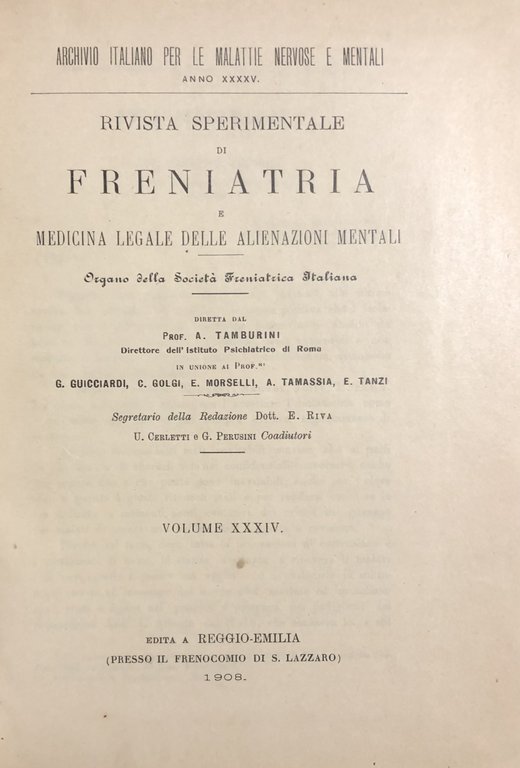 ARCHIVIO ITALIANO PER LE MALATTIE NERVOSE E MENTALI
ANNO XXXXV.
RIVISTA SPERIMENTALE
DI
FRENIATRIA
E
MEDICINA LEGALE DELLE ALIENAZIONI MENTALI
Organo della Società Freniatrica Italiana
DIRETTA DAL
PROF. A. TAMBURINI
Direttore dell'Istituto Psichiatrico di Roma
IN UNIONE AI PROF.RI
G. GUICCIARDI, C. GOLGI, E. MORSELLI, A. TAMASSIA, E. TANZI
Segretario della Redazione DOTT. E. RIVA
U. CERLETTI e G. PERUSINI Coadiutori
VOLUME XXXIV.
EDITA A REGGIO-EMILIA
(PRESSO IL FRENOCOMIO DI S. LAZZARO)
1908.